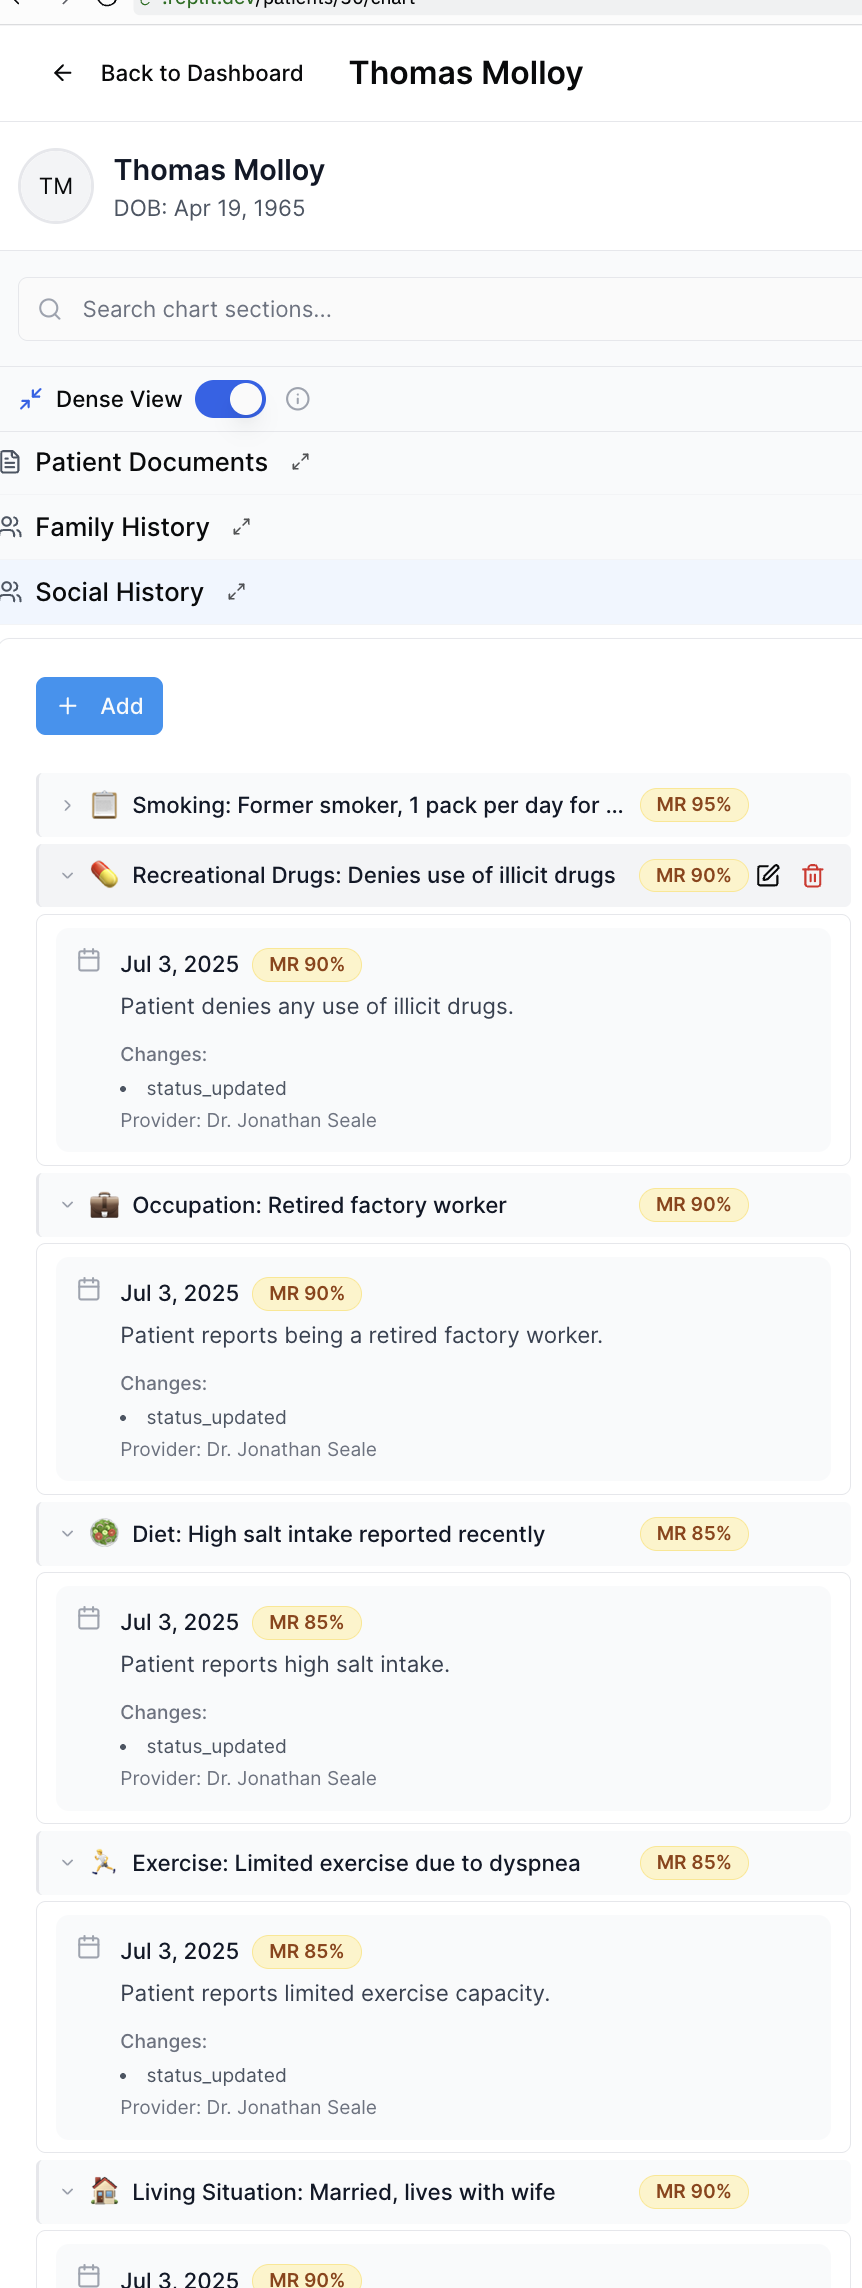 .replit.dev/patients/30/chart
Back to Dashboard
Thomas Molloy
TM
Thomas Molloy
DOB: Apr 19, 1965
Search chart sections...
Dense View
Patient Documents
Family History
Social History
+ Add
Smoking: Former smoker, 1 pack per day for ... MR 95%
Recreational Drugs: Denies use of illicit drugs MR 90%
Jul 3, 2025 MR 90%
Patient denies any use of illicit drugs.
Changes:
• status_updated
Provider: Dr. Jonathan Seale
Occupation: Retired factory worker MR 90%
Jul 3, 2025 MR 90%
Patient reports being a retired factory worker.
Changes:
• status_updated
Provider: Dr. Jonathan Seale
Diet: High salt intake reported recently MR 85%
Jul 3, 2025 MR 85%
Patient reports high salt intake.
Changes:
• status_updated
Provider: Dr. Jonathan Seale
Exercise: Limited exercise due to dyspnea MR 85%
Jul 3, 2025 MR 85%
Patient reports limited exercise capacity.
Changes:
• status_updated
Provider: Dr. Jonathan Seale
Living Situation: Married, lives with wife MR 90%
Jul 3, 2025 MR 90%